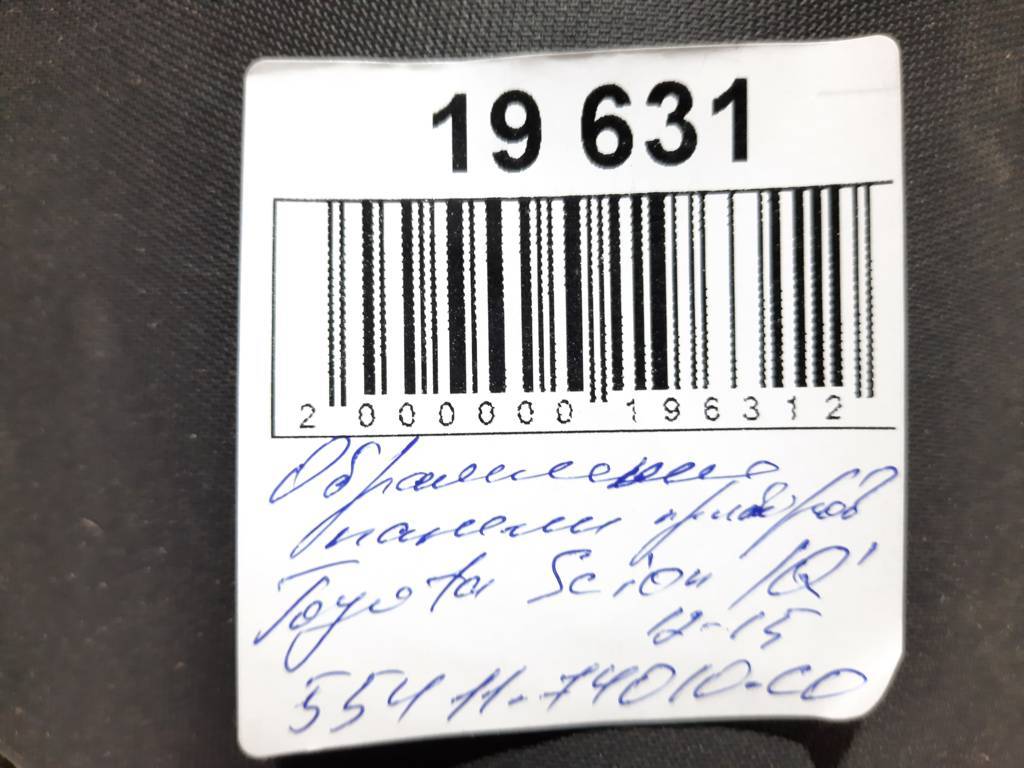 19 631
2 000000 196312
Обрамление
панели приборов
Toyota Scion IQ'
12-15
55411-74010-C0